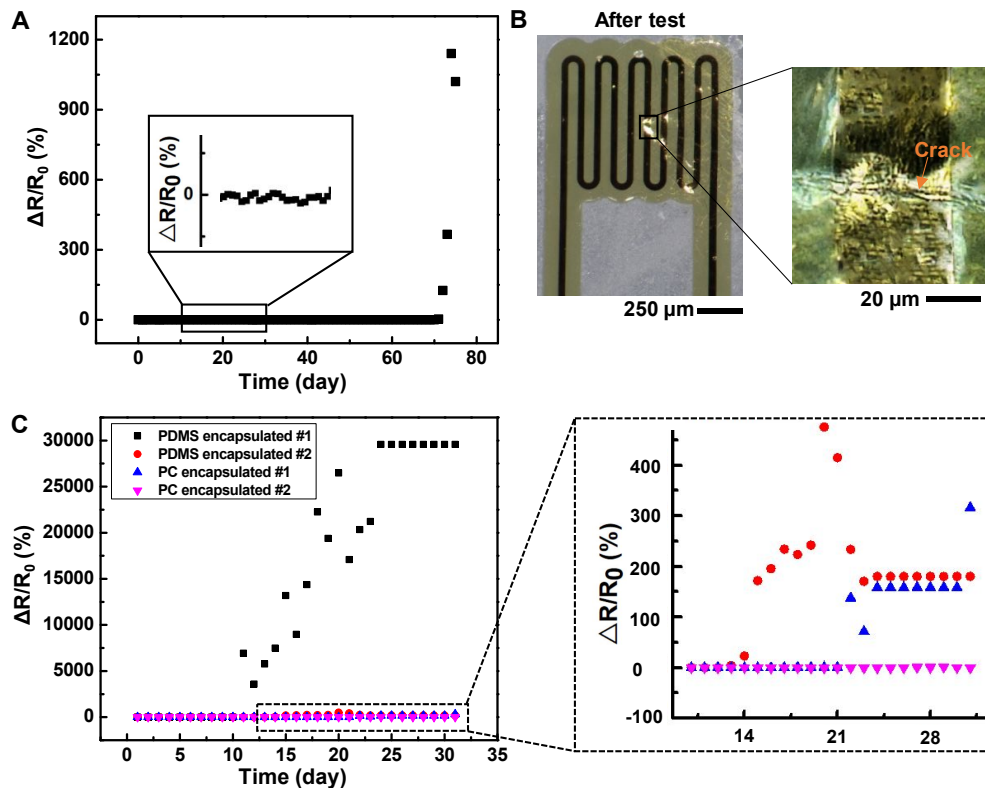 A
ΔR/R0 (%)
1200
900
600
300
0
△R/R0 (%)
0
0
20
40
60
80
Time (day)
B
After test
Crack
250 µm
20 µm
C
ΔR/R0 (%)
30000
25000
20000
15000
10000
5000
0
PDMS encapsulated #1
PDMS encapsulated #2
PC encapsulated #1
PC encapsulated #2
0
5
10
15
20
25
30
35
Time (day)
△R/R0 (%)
400
300
200
100
0
-100
14
21
28